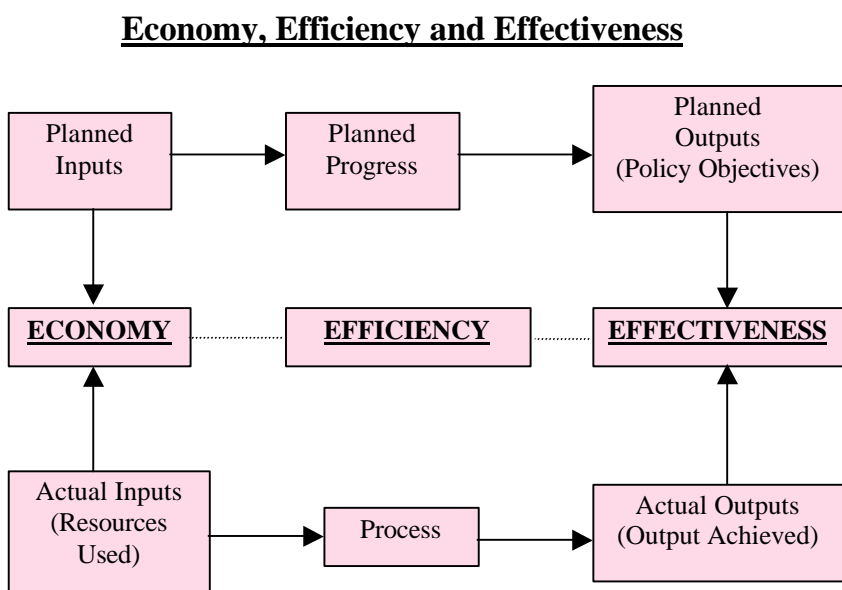 Economy, Efficiency and Effectiveness
Planned
Inputs
Planned
Progress
Planned
Outputs
(Policy Objectives)
ECONOMY
EFFICIENCY
EFFECTIVENESS
Actual Inputs
(Resources
Used)
Process
Actual Outputs
(Output Achieved)